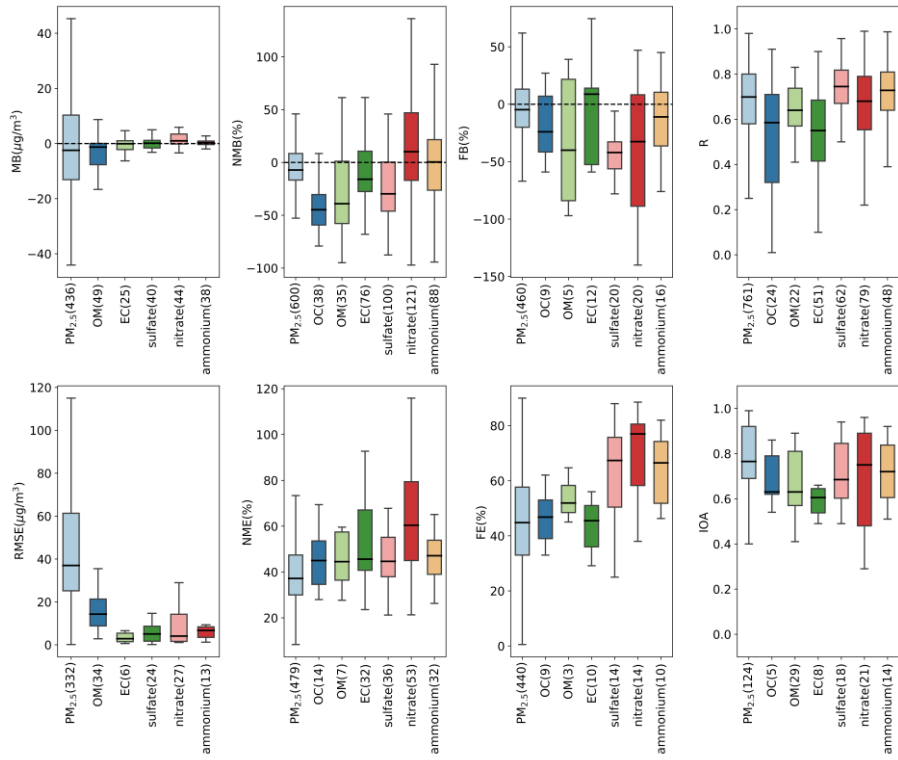 MB(μg/m³)
40
20
0
−20
−40
PM2.5(436)
OM(49)
EC(25)
sulfate(40)
nitrate(44)
ammonium(38)
NMB(%)
100
50
0
−50
−100
PM2.5(600)
OC(38)
OM(35)
EC(76)
sulfate(100)
nitrate(121)
ammonium(88)
FB(%)
50
0
−50
−100
−150
PM2.5(460)
OC(9)
OM(5)
EC(12)
sulfate(20)
nitrate(20)
ammonium(16)
R
1.0
0.8
0.6
0.4
0.2
0.0
PM2.5(761)
OC(24)
OM(22)
EC(51)
sulfate(62)
nitrate(79)
ammonium(48)
RMSE(μg/m³)
120
100
80
60
40
20
0
PM2.5(332)
OM(34)
EC(6)
sulfate(24)
nitrate(27)
ammonium(13)
NME(%)
120
100
80
60
40
20
PM2.5(479)
OC(14)
OM(7)
EC(32)
sulfate(36)
nitrate(53)
ammonium(32)
FE(%)
80
60
40
20
0
PM2.5(440)
OC(9)
OM(3)
EC(10)
sulfate(14)
nitrate(14)
ammonium(10)
IOA
1.0
0.8
0.6
0.4
0.2
0.0
PM2.5(124)
OC(5)
OM(29)
EC(8)
sulfate(18)
nitrate(21)
ammonium(14)